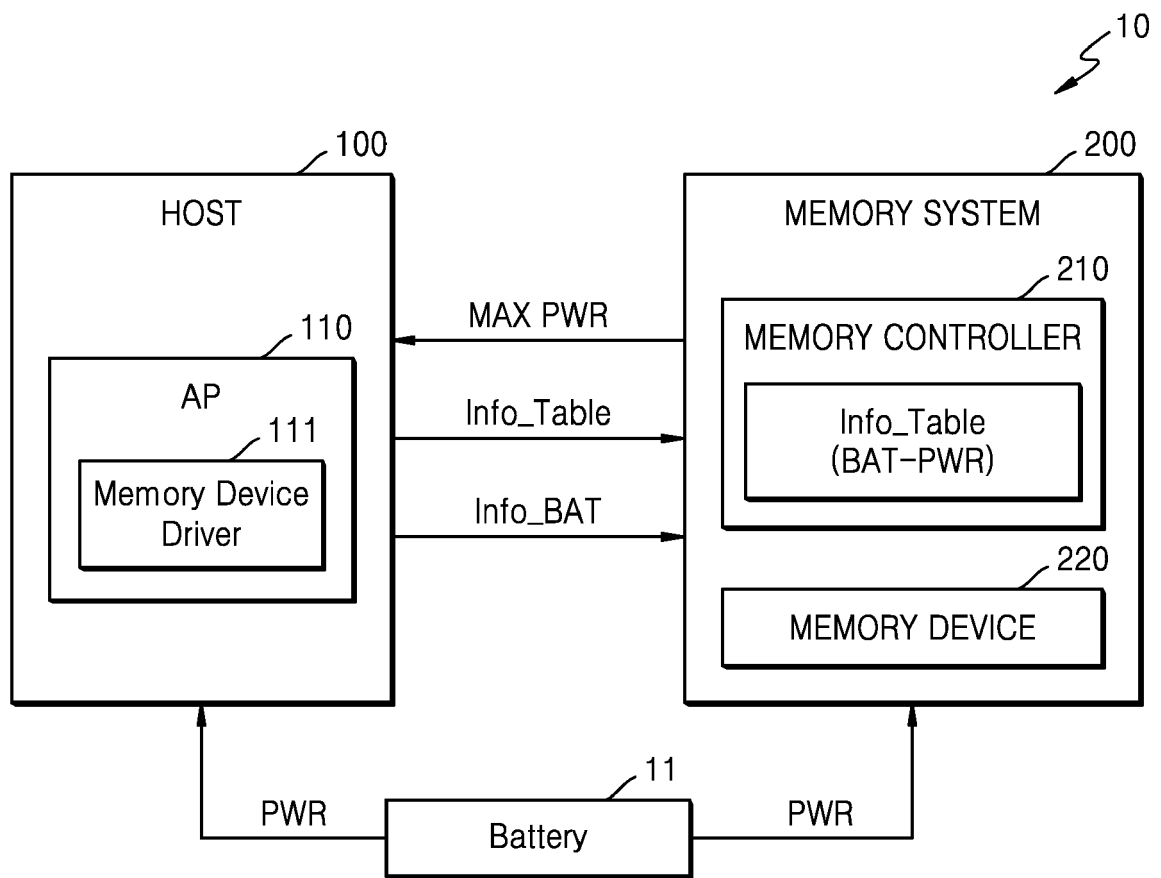 10
100
200
HOST
MEMORY SYSTEM
210
MAX PWR
MEMORY CONTROLLER
110
AP
Info_Table
Info_Table
(BAT-PWR)
111
Memory Device
Driver
Info_BAT
220
MEMORY DEVICE
11
PWR
Battery
PWR